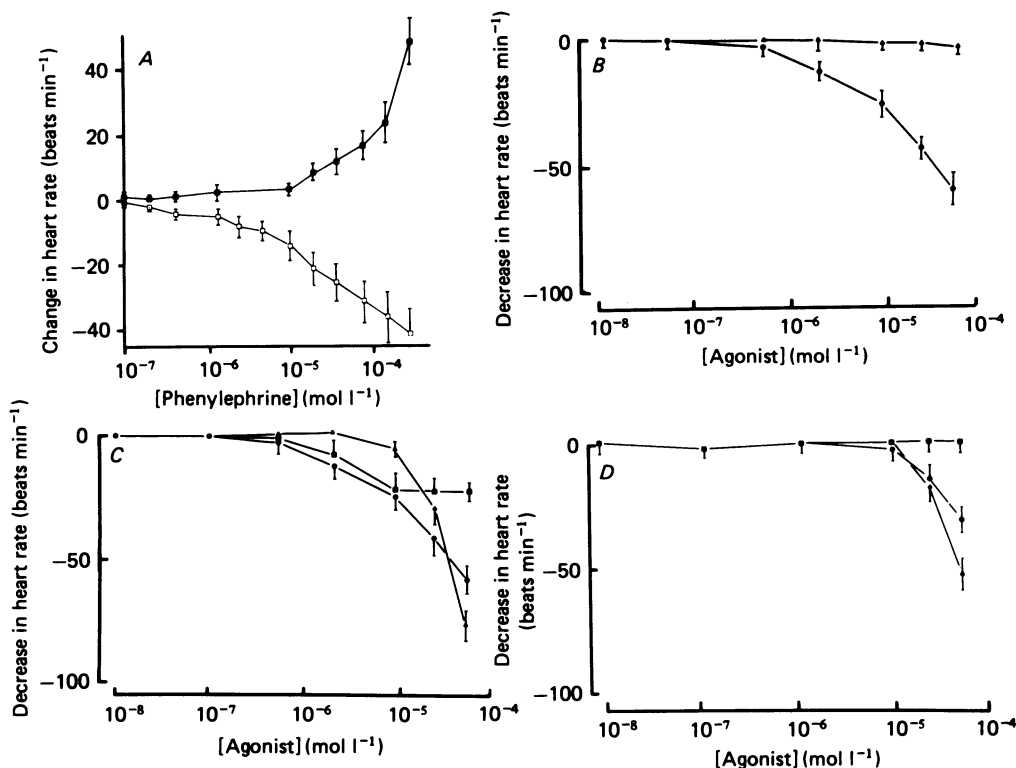 A
Change in heart rate (beats min⁻¹)
40
20
0
−20
−40
10⁻⁷ 10⁻⁶ 10⁻⁵ 10⁻⁴
[Phenylephrine] (mol l⁻¹)
B
Decrease in heart rate (beats min⁻¹)
0
−50
−100
10⁻⁸ 10⁻⁷ 10⁻⁶ 10⁻⁵ 10⁻⁴
[Agonist] (mol l⁻¹)
C
Decrease in heart rate (beats min⁻¹)
0
−50
−100
10⁻⁸ 10⁻⁷ 10⁻⁶ 10⁻⁵ 10⁻⁴
[Agonist] (mol l⁻¹)
D
Decrease in heart rate
(beats min⁻¹)
0
−50
−100
10⁻⁸ 10⁻⁷ 10⁻⁶ 10⁻⁵ 10⁻⁴
[Agonist] (mol l⁻¹)